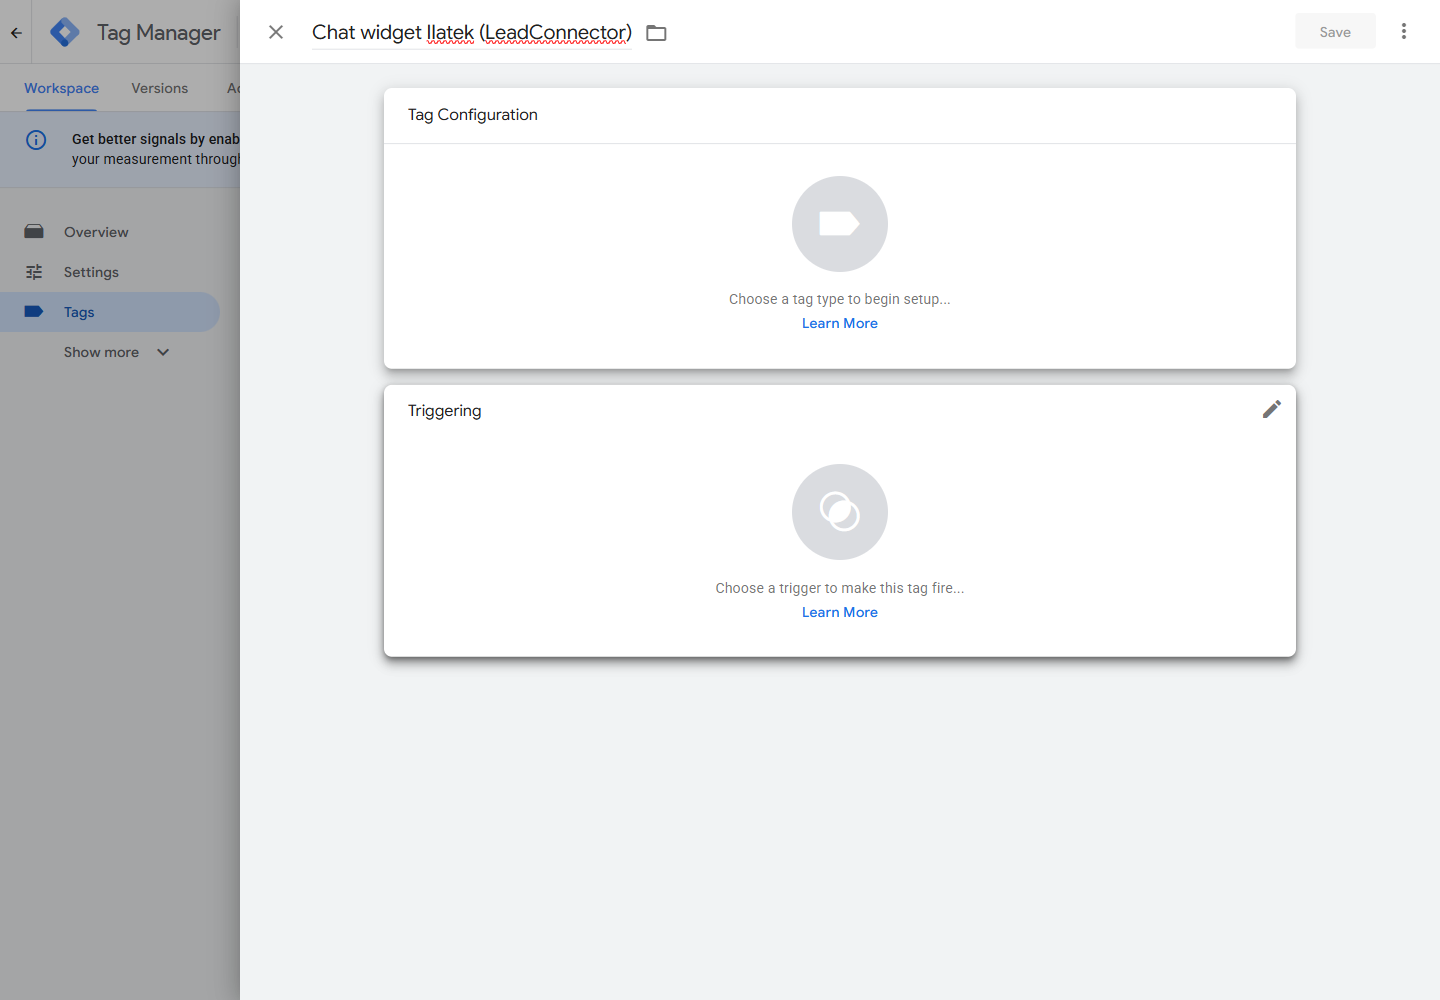 Tag Manager
Chat widget llatek (LeadConnector)
Save
Workspace
Versions
Get better signals by enab
your measurement through
Overview
Settings
Tags
Show more
Tag Configuration
Choose a tag type to begin setup...
Learn More
Triggering
Choose a trigger to make this tag fire...
Learn More